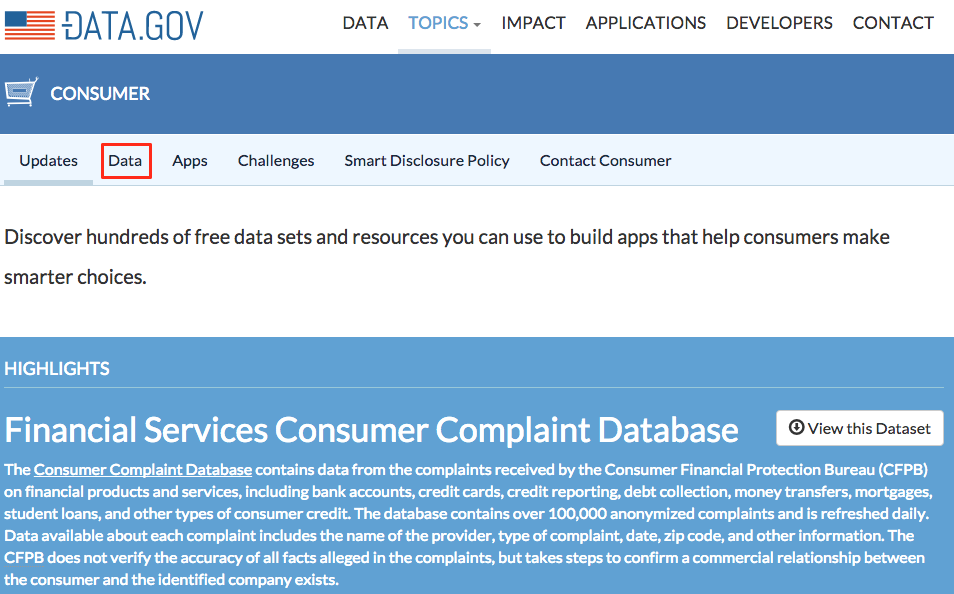 DATA.GOV
DATA TOPICS IMPACT APPLICATIONS DEVELOPERS CONTACT
CONSUMER
Updates Data Apps Challenges Smart Disclosure Policy Contact Consumer
Discover hundreds of free data sets and resources you can use to build apps that help consumers make
smarter choices.
HIGHLIGHTS
Financial Services Consumer Complaint Database
View this Dataset
The Consumer Complaint Database contains data from the complaints received by the Consumer Financial Protection Bureau (CFPB)
on financial products and services, including bank accounts, credit cards, credit reporting, debt collection, money transfers, mortgages,
student loans, and other types of consumer credit. The database contains over 100,000 anonymized complaints and is refreshed daily.
Data available about each complaint includes the name of the provider, type of complaint, date, zip code, and other information. The
CFPB does not verify the accuracy of all facts alleged in the complaints, but takes steps to confirm a commercial relationship between
the consumer and the identified company exists.